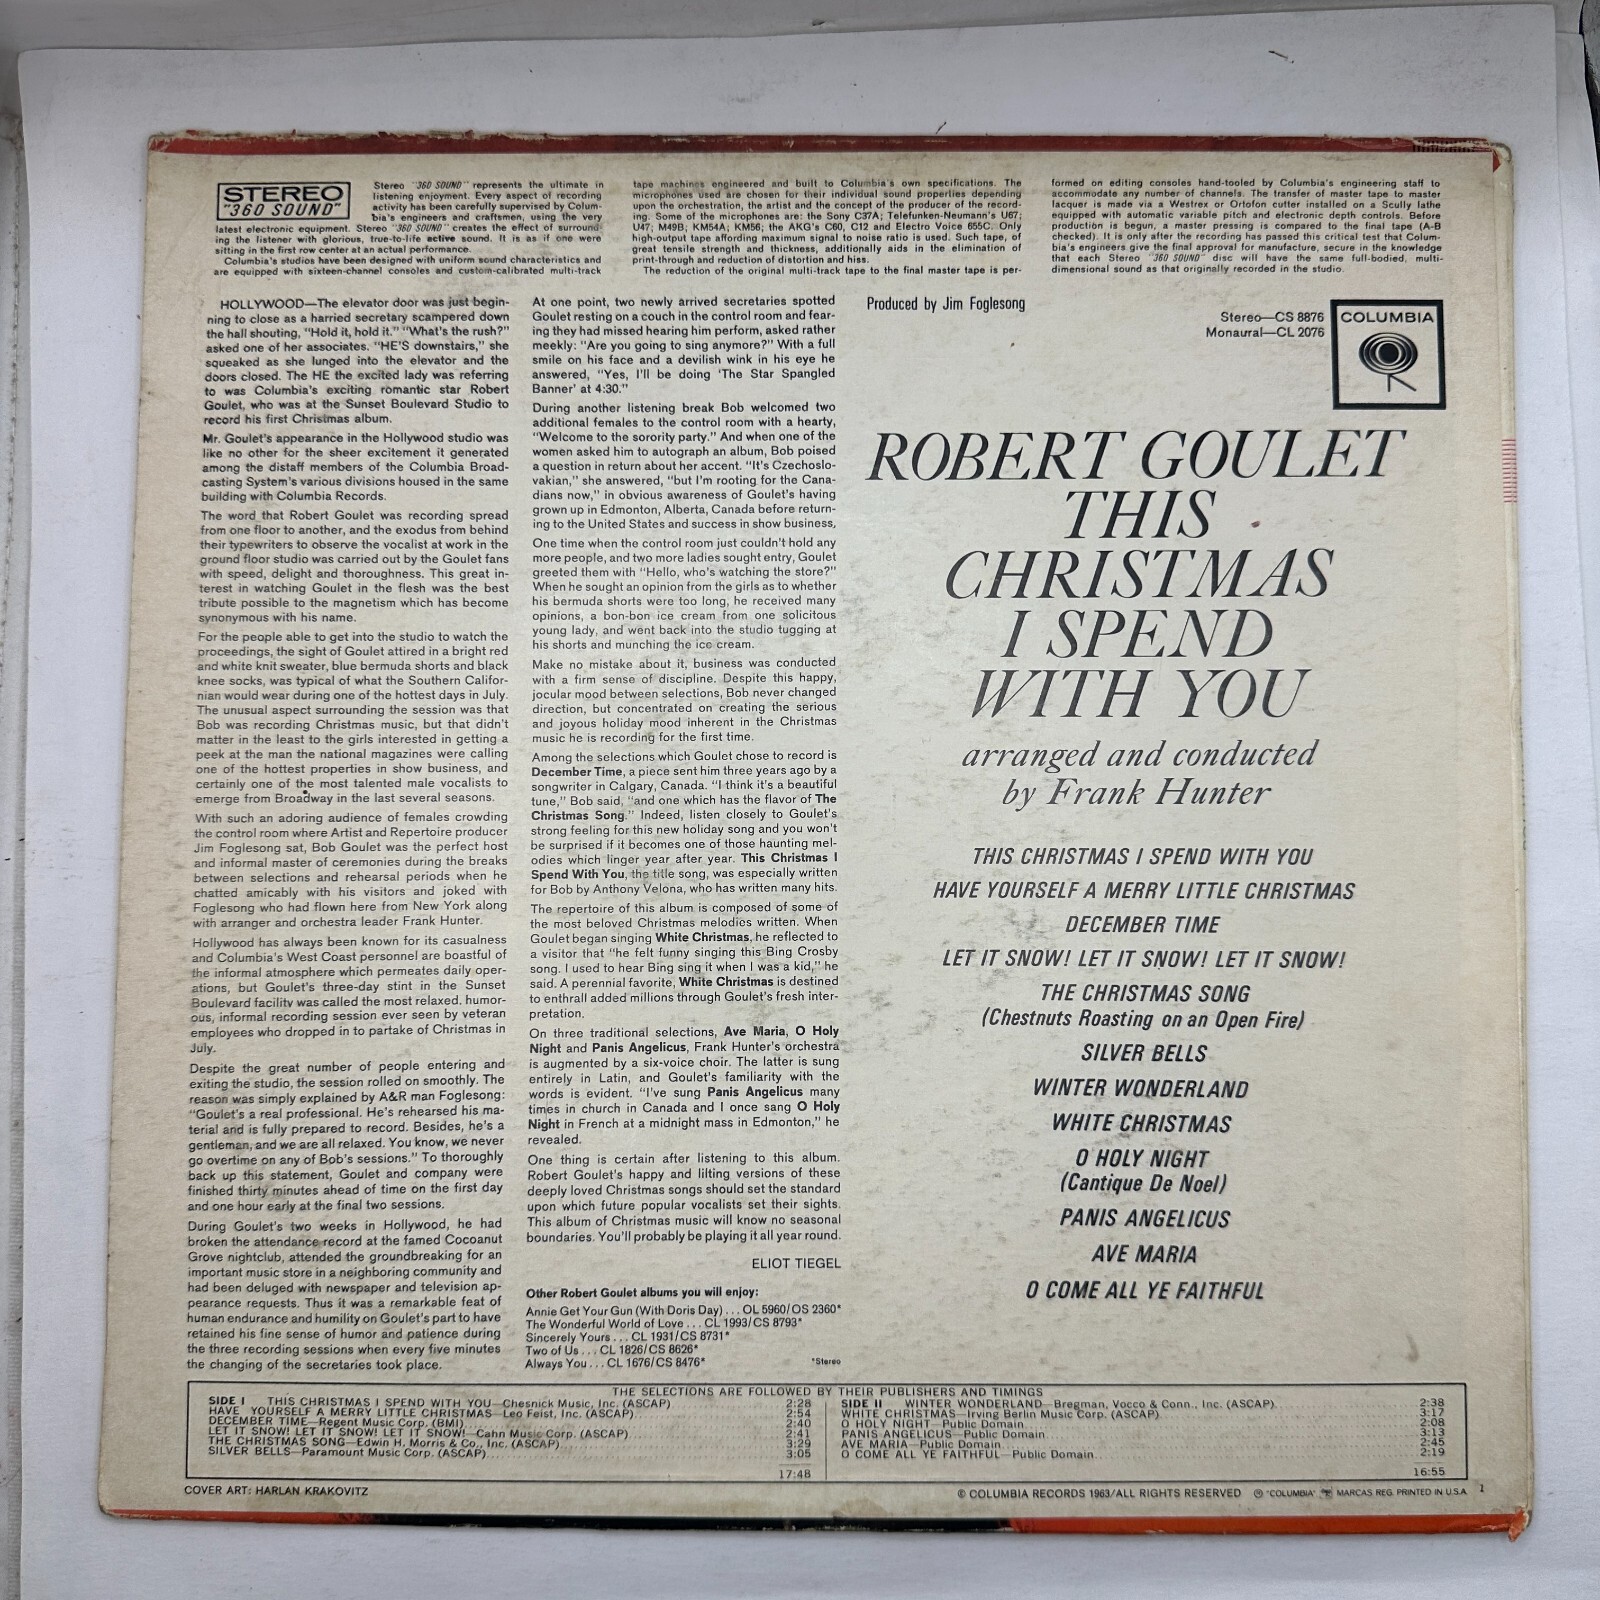 STEREO
"360 SOUND"
Stereo "360 SOUND" represents the ultimate in
listening enjoyment. Every aspect of recording
activity has been carefully supervised by Colum-
bia's engineers and craftsmen, using the very
latest electronic equipment. Stereo "360 SOUND" creates the effect of surround-
ing the listener with glorious, true-to-life active sound. It is as if one were
sitting in the first row center at an actual performance.
Columbia's studios have been designed with uniform sound characteristics and
are equipped with sixteen-channel consoles and custom-calibrated multi-track
tape machines engineered and built to Columbia's own specifications. The
microphones used are chosen for their individual sound properties depending
upon the orchestration, the artist and the concept of the producer of the record-
ing. Some of the microphones are: the Sony C37A; Telefunken-Neumann's U67;
U47; M49B; KM54A; KM56; the AKG's C60, C12 and Electro Voice 655C. Only
high-output tape affording maximum signal to noise ratio is used. Such tape, of
great tensile strength and thickness, additionally aids in the elimination of
print-through and reduction of distortion and hiss.
The reduction of the original multi-track tape to the final master tape is per-
formed on editing consoles hand-tooled by Columbia's engineering staff to
accommodate any number of channels. The transfer of master tape to master
lacquer is made via a Westrex or Ortofon cutter installed on a Scully lathe
equipped with automatic variable pitch and electronic depth controls. Before
production is begun, a master pressing is compared to the final tape (A-B
checked). It is only after the recording has passed this critical test that Colum-
bia's engineers give the final approval for manufacture, secure in the knowledge
that each Stereo "360 SOUND" disc will have the same full-bodied, multi-
dimensional sound as that originally recorded in the studio.
HOLLYWOOD—The elevator door was just begin-
ning to close as a harried secretary scampered down
the hall shouting, "Hold it, hold it." "What's the rush?"
asked one of her associates. "HE'S downstairs," she
squeaked as she lunged into the elevator and the
doors closed. The HE the excited lady was referring
to was Columbia's exciting romantic star Robert
Goulet, who was at the Sunset Boulevard Studio to
record his first Christmas album.
Mr. Goulet's appearance in the Hollywood studio was
like no other for the sheer excitement it generated
among the distaff members of the Columbia Broad-
casting System's various divisions housed in the same
building with Columbia Records.
The word that Robert Goulet was recording spread
from one floor to another, and the exodus from behind
their typewriters to observe the vocalist at work in the
ground floor studio was carried out by the Goulet fans
with speed, delight and thoroughness. This great in-
terest in watching Goulet in the flesh was the best
tribute possible to the magnetism which has become
synonymous with his name.
For the people able to get into the studio to watch the
proceedings, the sight of Goulet attired in a bright red
and white knit sweater, blue bermuda shorts and black
knee socks, was typical of what the Southern Califor-
nian would wear during one of the hottest days in July.
The unusual aspect surrounding the session was that
Bob was recording Christmas music, but that didn't
matter in the least to the girls interested in getting a
peek at the man the national magazines were calling
one of the hottest properties in show business, and
certainly one of the most talented male vocalists to
emerge from Broadway in the last several seasons.
With such an adoring audience of females crowding
the control room where Artist and Repertoire producer
Jim Foglesong sat, Bob Goulet was the perfect host
and informal master of ceremonies during the breaks
between selections and rehearsal periods when he
chatted amicably with his visitors and joked with
Foglesong who had flown here from New York along
with arranger and orchestra leader Frank Hunter.
Hollywood has always been known for its casualness
and Columbia's West Coast personnel are boastful of
the informal atmosphere which permeates daily oper-
ations, but Goulet's three-day stint in the Sunset
Boulevard facility was called the most relaxed, humor-
ous, informal recording session ever seen by veteran
employees who dropped in to partake of Christmas in
July.
Despite the great number of people entering and
exiting the studio, the session rolled on smoothly. The
reason was simply explained by A&R man Foglesong:
"Goulet's a real professional. He's rehearsed his ma-
terial and is fully prepared to record. Besides, he's a
gentleman, and we are all relaxed. You know, we never
go overtime on any of Bob's sessions." To thoroughly
back up this statement, Goulet and company were
finished thirty minutes ahead of time on the first day
and one hour early at the final two sessions.
During Goulet's two weeks in Hollywood, he had
broken the attendance record at the famed Cocoanut
Grove nightclub, attended the groundbreaking for an
important music store in a neighboring community and
had been deluged with newspaper and television ap-
pearance requests. Thus it was a remarkable feat of
human endurance and humility on Goulet's part to have
retained his fine sense of humor and patience during
the three recording sessions when every five minutes
the changing of the secretaries took place.
At one point, two newly arrived secretaries spotted
Goulet resting on a couch in the control room and fear-
ing they had missed hearing him perform, asked rather
meekly: "Are you going to sing anymore?" With a full
smile on his face and a devilish wink in his eye he
answered, "Yes, I'll be doing 'The Star Spangled
Banner' at 4:30."
During another listening break Bob welcomed two
additional females to the control room with a hearty,
"Welcome to the sorority party." And when one of the
women asked him to autograph an album, Bob poised
a question in return about her accent. "It's Czechoslo-
vakian," she answered, "but I'm rooting for the Cana-
dians now," in obvious awareness of Goulet's having
grown up in Edmonton, Alberta, Canada before return-
ing to the United States and success in show business.
One time when the control room just couldn't hold any
more people, and two more ladies sought entry, Goulet
greeted them with "Hello, who's watching the store?"
When he sought an opinion from the girls as to whether
his bermuda shorts were too long, he received many
opinions, a bon-bon ice cream from one solicitous
young lady, and went back into the studio tugging at
his shorts and munching the ice cream.
Make no mistake about it, business was conducted
with a firm sense of discipline. Despite this happy,
jocular mood between selections, Bob never changed
direction, but concentrated on creating the serious
and joyous holiday mood inherent in the Christmas
music he is recording for the first time.
Among the selections which Goulet chose to record is
December Time, a piece sent him three years ago by a
songwriter in Calgary, Canada. "I think it's a beautiful
tune," Bob said, "and one which has the flavor of The
Christmas Song." Indeed, listen closely to Goulet's
strong feeling for this new holiday song and you won't
be surprised if it becomes one of those haunting mel-
odies which linger year after year. This Christmas I
Spend With You, the title song, was especially written
for Bob by Anthony Velona, who has written many hits.
The repertoire of this album is composed of some of
the most beloved Christmas melodies written. When
Goulet began singing White Christmas, he reflected to
a visitor that "he felt funny singing this Bing Crosby
song. I used to hear Bing sing it when I was a kid," he
said. A perennial favorite, White Christmas is destined
to enthrall added millions through Goulet's fresh inter-
pretation.
On three traditional selections, Ave Maria, O Holy
Night and Panis Angelicus, Frank Hunter's orchestra
is augmented by a six-voice choir. The latter is sung
entirely in Latin, and Goulet's familiarity with the
words is evident. "I've sung Panis Angelicus many
times in church in Canada and I once sang O Holy
Night in French at a midnight mass in Edmonton," he
revealed.
One thing is certain after listening to this album.
Robert Goulet's happy and lilting versions of these
deeply loved Christmas songs should set the standard
upon which future popular vocalists set their sights.
This album of Christmas music will know no seasonal
boundaries. You'll probably be playing it all year round.
ELIOT TIEGEL
Other Robert Goulet albums you will enjoy:
Annie Get Your Gun (With Doris Day) . . . OL 5960/OS 2360*
The Wonderful World of Love . . . CL 1993/CS 8793*
Sincerely Yours . . . CL 1931/CS 8731*
Two of Us . . . CL 1826/CS 8626*
Always You . . . CL 1676/CS 8476*
*Stereo
Produced by Jim Foglesong
Stereo—CS 8876
Monaural—CL 2076
COLUMBIA
ROBERT GOULET
THIS
CHRISTMAS
I SPEND
WITH YOU
arranged and conducted
by Frank Hunter
THIS CHRISTMAS I SPEND WITH YOU
HAVE YOURSELF A MERRY LITTLE CHRISTMAS
DECEMBER TIME
LET IT SNOW! LET IT SNOW! LET IT SNOW!
THE CHRISTMAS SONG
(Chestnuts Roasting on an Open Fire)
SILVER BELLS
WINTER WONDERLAND
WHITE CHRISTMAS
O HOLY NIGHT
(Cantique De Noel)
PANIS ANGELICUS
AVE MARIA
O COME ALL YE FAITHFUL
THE SELECTIONS ARE FOLLOWED BY THEIR PUBLISHERS AND TIMINGS
SIDE I THIS CHRISTMAS I SPEND WITH YOU—Chesnick Music, Inc. (ASCAP) 2:28
HAVE YOURSELF A MERRY LITTLE CHRISTMAS—Leo Feist, Inc. (ASCAP) 2:54
DECEMBER TIME—Regent Music Corp. (BMI) 2:40
LET IT SNOW! LET IT SNOW! LET IT SNOW!—Cahn Music Corp. (ASCAP) 2:41
THE CHRISTMAS SONG—Edwin H. Morris & Co., Inc. (ASCAP) 3:29
SILVER BELLS—Paramount Music Corp. (ASCAP) 3:05
17:48
SIDE II WINTER WONDERLAND—Bregman, Vocco & Conn., Inc. (ASCAP) 2:38
WHITE CHRISTMAS—Irving Berlin Music Corp. (ASCAP) 3:17
O HOLY NIGHT—Public Domain 2:08
PANIS ANGELICUS—Public Domain 3:13
AVE MARIA—Public Domain 2:45
O COME ALL YE FAITHFUL—Public Domain 2:19
16:55
COVER ART: HARLAN KRAKOVITZ
© COLUMBIA RECORDS 1963/ALL RIGHTS RESERVED ® "COLUMBIA", MARCAS REG. PRINTED IN U.S.A. 1